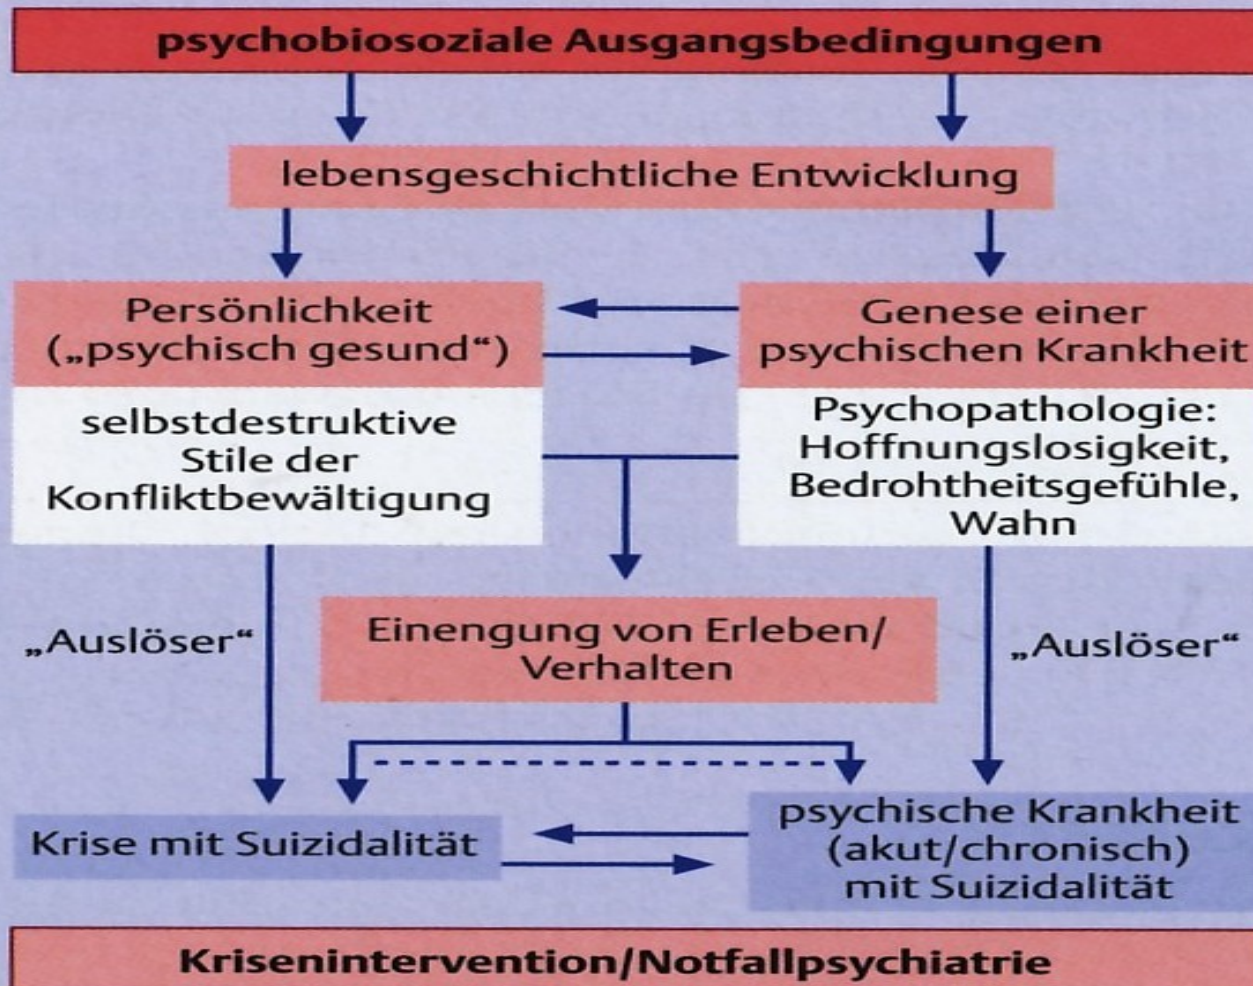 psychobiosoziale Ausgangsbedingungen
lebensgeschichtliche Entwicklung
Persönlichkeit
(„psychisch gesund“)
selbstdestruktive
Stile der
Konfliktbewältigung
Genese einer
psychischen Krankheit
Psychopathologie:
Hoffnungslosigkeit,
Bedrohtheitsgefühle,
Wahn
„Auslöser“
Einengung von Erleben/
Verhalten
„Auslöser“
Krise mit Suizidalität
psychische Krankheit
(akut/chronisch)
mit Suizidalität
Krisenintervention/Notfallpsychiatrie